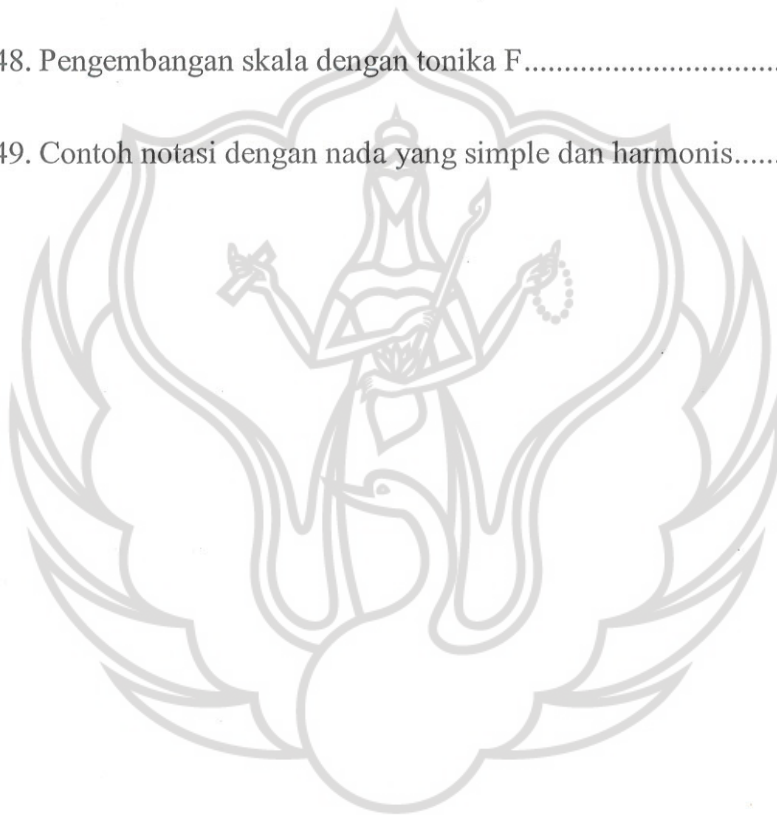 48. Pengembangan skala dengan tonika F................................
49. Contoh notasi dengan nada yang simple dan harmonis......